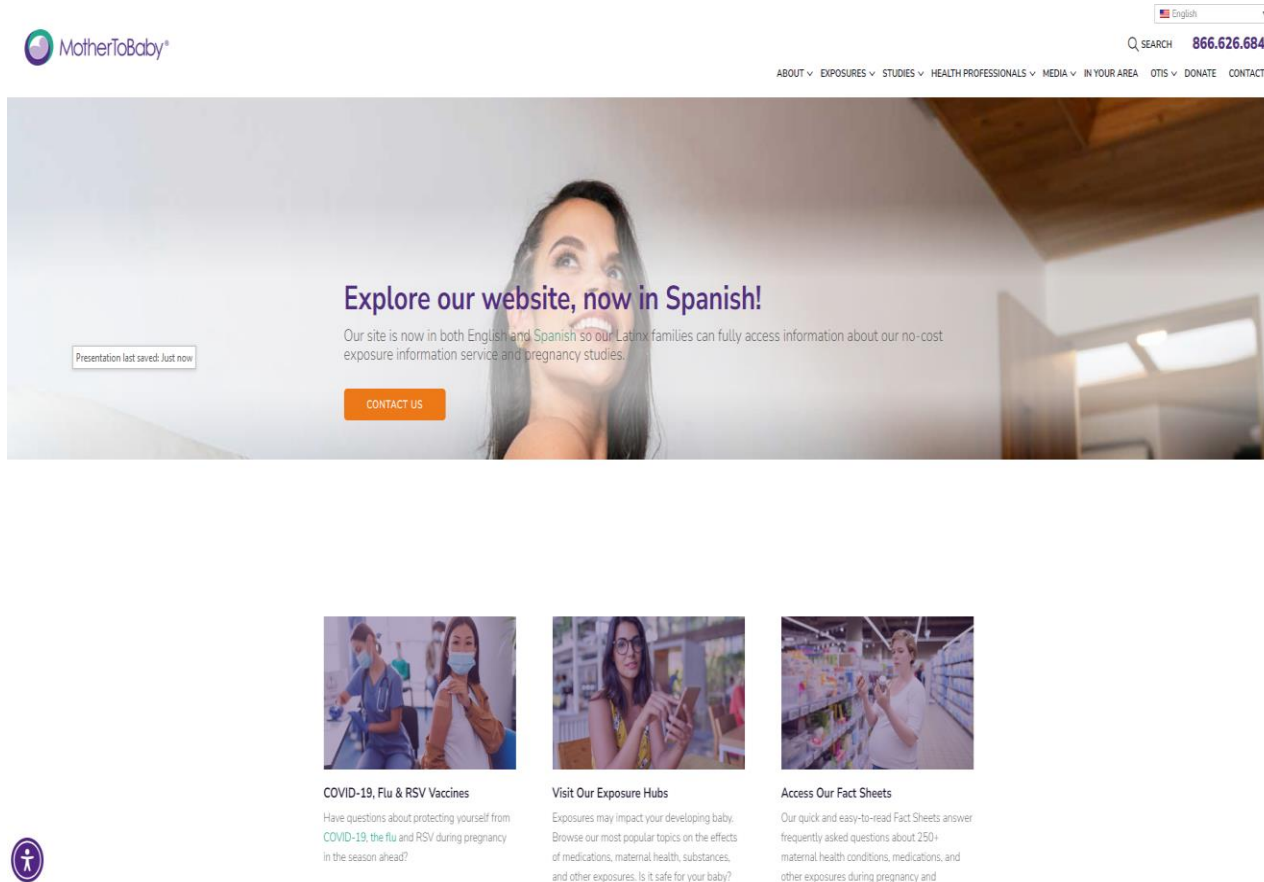 English
MotherToBaby®
SEARCH 866.626.684
ABOUT EXPOSURES STUDIES HEALTH PROFESSIONALS MEDIA IN YOUR AREA OTIS DONATE CONTACT
Explore our website, now in Spanish!
Our site is now in both English and Spanish so our Latinx families can fully access information about our no-cost
exposure information service and pregnancy studies.
Presentation last saved: Just now
CONTACT US
COVID-19, Flu & RSV Vaccines
Have questions about protecting yourself from
COVID-19, the flu and RSV during pregnancy
in the season ahead?
Visit Our Exposure Hubs
Exposures may impact your developing baby.
Browse our most popular topics on the effects
of medications, maternal health, substances,
and other exposures. Is it safe for your baby?
Access Our Fact Sheets
Our quick and easy-to-read Fact Sheets answer
frequently asked questions about 250+
maternal health conditions, medications, and
other exposures during pregnancy and